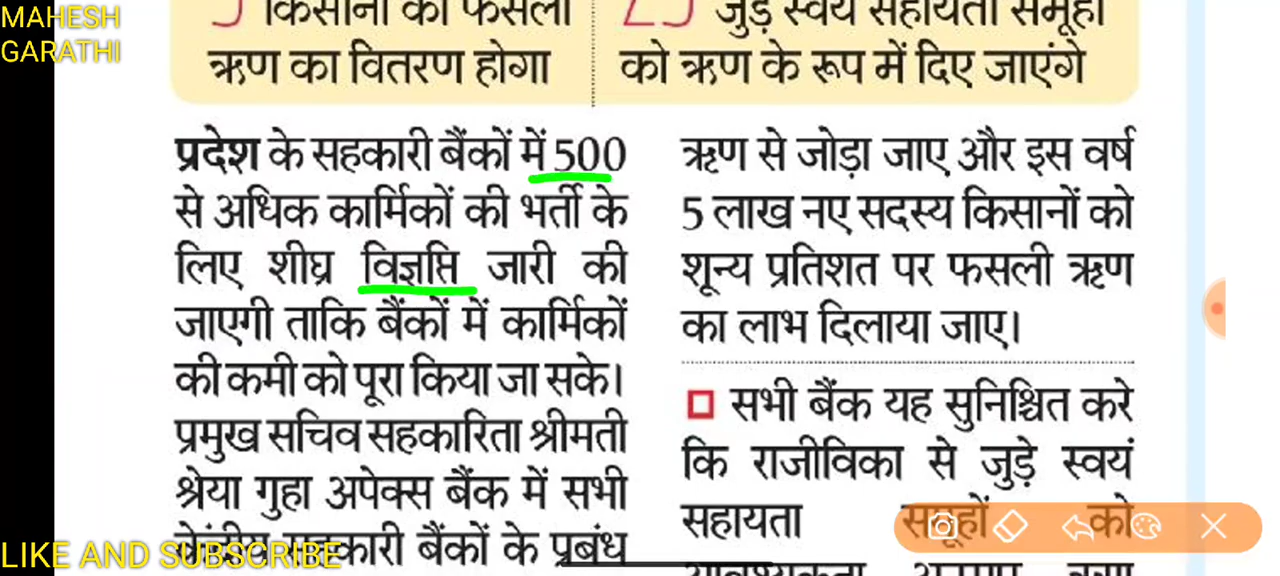 MAHESH
GARATHI
किसानों को फसली
ऋण का वितरण होगा
जुड़े स्वयं सहायता समूहों
को ऋण के रूप में दिए जाएंगे
प्रदेश के सहकारी बैंकों में 500
से अधिक कार्मिकों की भर्ती के
लिए शीघ्र विज्ञप्ति जारी की
जाएगी ताकि बैंकों में कार्मिकों
की कमी को पूरा किया जा सके।
प्रमुख सचिव सहकारिता श्रीमती
श्रेया गुहा अपेक्स बैंक में सभी
सहकारी बैंकों के प्रबंध
ऋण से जोड़ा जाए और इस वर्ष
5 लाख नए सदस्य किसानों को
शून्य प्रतिशत पर फसली ऋण
का लाभ दिलाया जाए।
सभी बैंक यह सुनिश्चित करे
कि राजीविका से जुड़े स्वयं
सहायता समूहों को
LIKE AND SUBSCRIBE